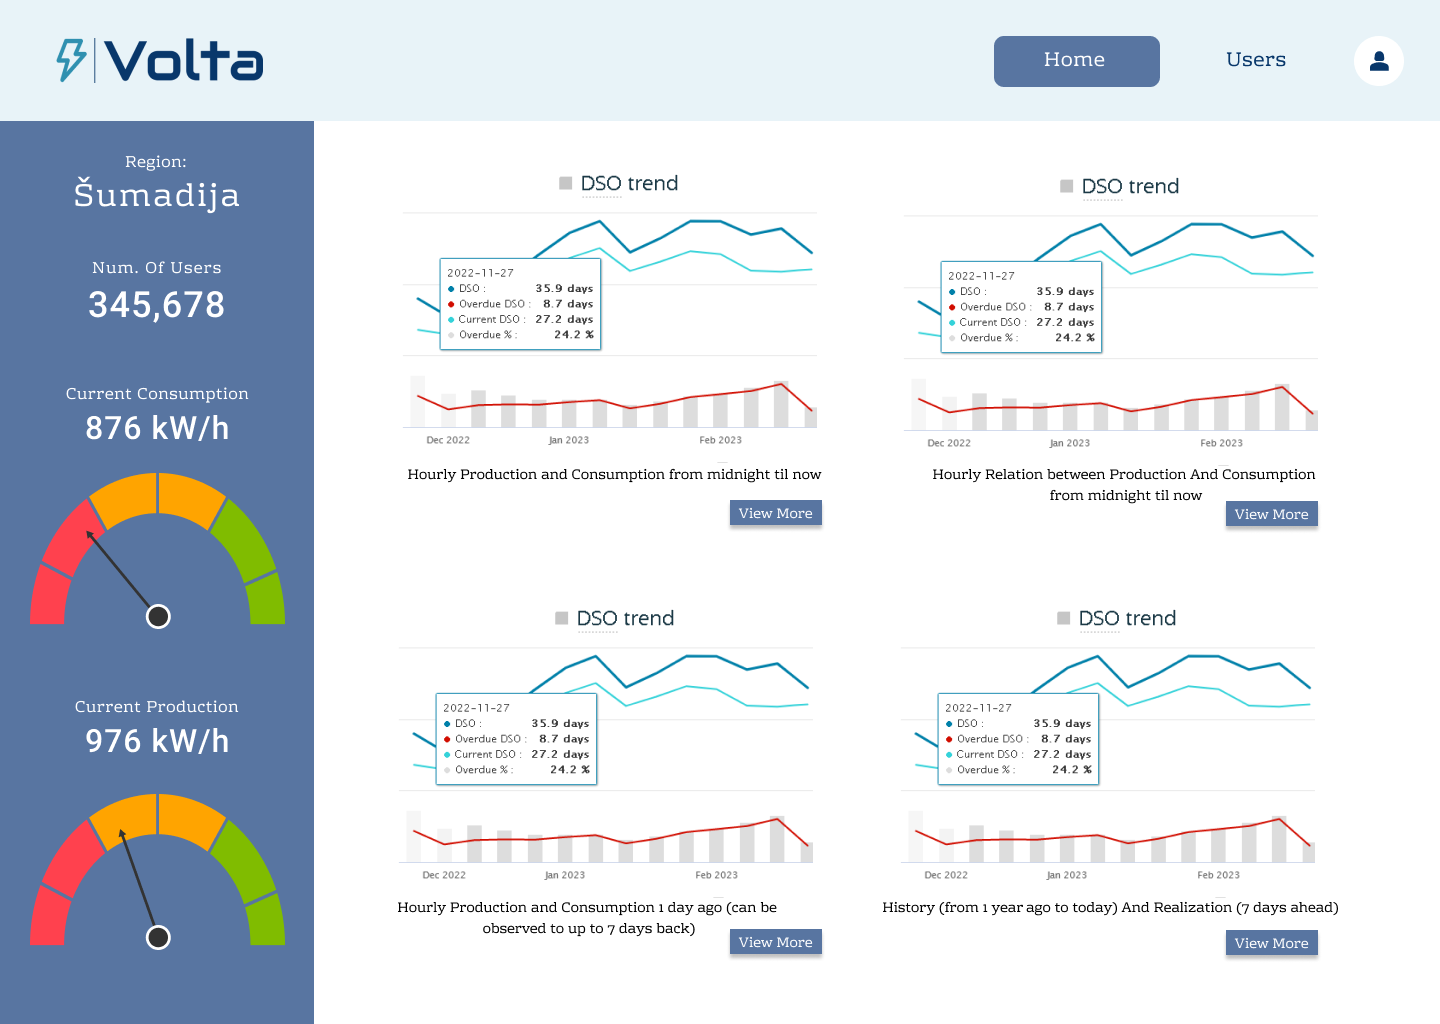 Volta
Home
Users
Region:
Šumadija
Num. Of Users
345,678
Current Consumption
876 kW/h
Current Production
976 kW/h
DSO trend
2022-11-27
DSO : 35.9 days
Overdue DSO : 8.7 days
Current DSO : 27.2 days
Overdue % : 24.2 %
Dec 2022 Jan 2023 Feb 2023
Hourly Production and Consumption from midnight til now
View More
DSO trend
2022-11-27
DSO : 35.9 days
Overdue DSO : 8.7 days
Current DSO : 27.2 days
Overdue % : 24.2 %
Dec 2022 Jan 2023 Feb 2023
Hourly Relation between Production And Consumption
from midnight til now
View More
DSO trend
2022-11-27
DSO : 35.9 days
Overdue DSO : 8.7 days
Current DSO : 27.2 days
Overdue % : 24.2 %
Dec 2022 Jan 2023 Feb 2023
Hourly Production and Consumption 1 day ago (can be
observed to up to 7 days back)
View More
DSO trend
2022-11-27
DSO : 35.9 days
Overdue DSO : 8.7 days
Current DSO : 27.2 days
Overdue % : 24.2 %
Dec 2022 Jan 2023 Feb 2023
History (from 1 year ago to today) And Realization (7 days ahead)
View More